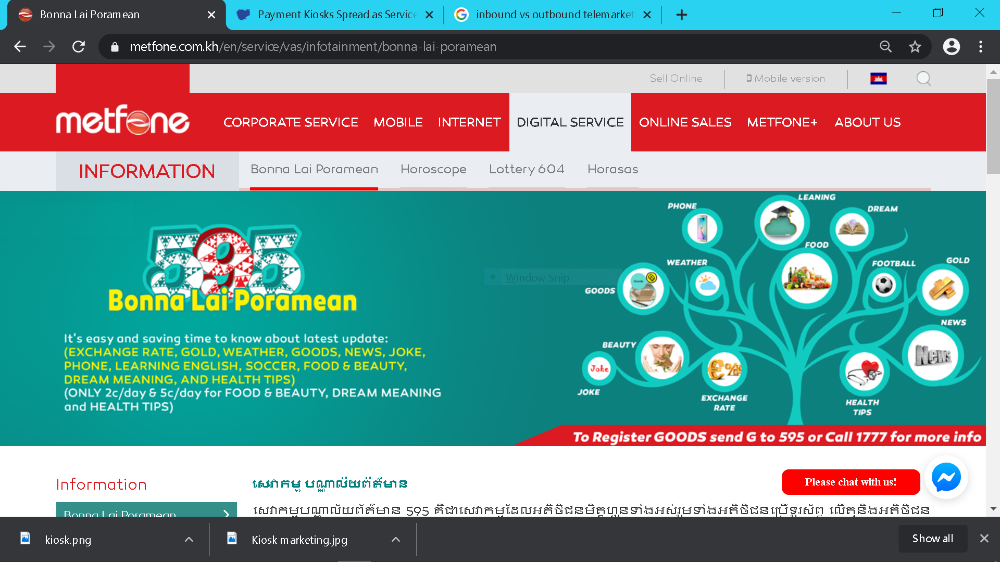 Bonna Lai Poramean
Payment Kiosks Spread as Service
inbound vs outbound telemarket
metfone.com.kh/en/service/vas/infotainment/bonna-lai-poramean
Sell Online
Mobile version
metfone
CORPORATE SERVICE
MOBILE
INTERNET
DIGITAL SERVICE
ONLINE SALES
METFONE+
ABOUT US
INFORMATION
Bonna Lai Poramean
Horoscope
Lottery 604
Horasas
595
Bonna Lai Poramean
It's easy and saving time to know about latest update:
(EXCHANGE RATE, GOLD, WEATHER, GOODS, NEWS, JOKE,
PHONE, LEARNING ENGLISH, SOCCER, FOOD & BEAUTY,
DREAM MEANING, AND HEALTH TIPS)
(ONLY 2c/day & 5c/day for FOOD & BEAUTY, DREAM MEANING
and HEALTH TIPS)
Window Snip
PHONE
LEANING
DREAM
FOOD
WEATHER
FOOTBALL
GOLD
GOODS
Goods
NEWS
News
BEAUTY
Joke
JOKE
EXCHANGE
RATE
HEALTH
TIPS
To Register GOODS send G to 595 or Call 1777 for more info
Information
Bonna Lai Poramean
សេវាកម្ម បណ្ណាល័យព័ត៌មាន
សេវាកម្មបណ្ណាល័យព័ត៌មាន 595 គឺជាសេវាកម្មដែលអតិថិជនមិត្តហ្វូនទាំងអស់រួមទាំងអតិថិជនប្រើទូរស័ព្ទ លើតុនិងអតិថិជន
Please chat with us!
kiosk.png
Kiosk marketing.jpg
Show all